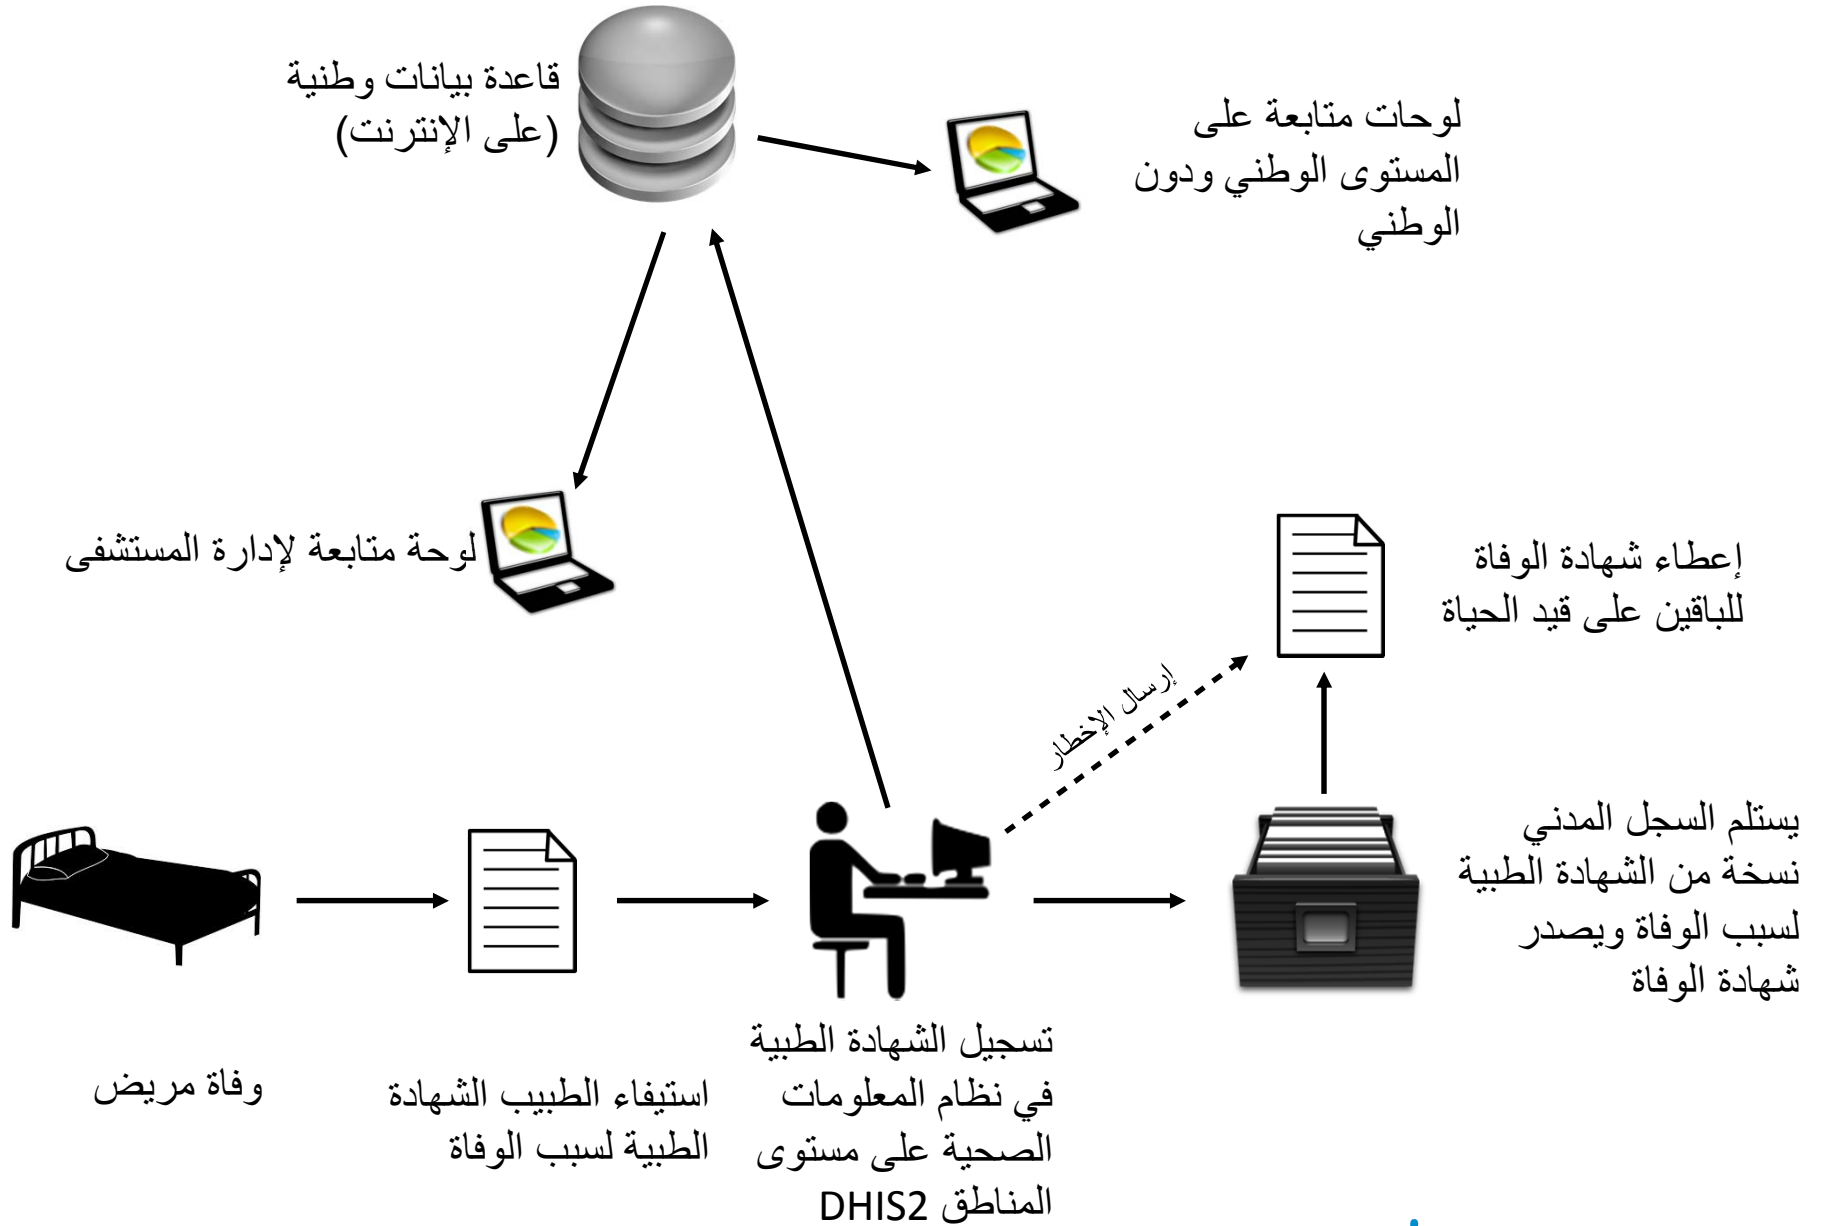 قاعدة بيانات وطنية
(على الإنترنت)
لوحات متابعة على
المستوى الوطني ودون
الوطني
لوحة متابعة لإدارة المستشفى
إعطاء شهادة الوفاة
للباقين على قيد الحياة
إرسال الإخطار
يستلم السجل المدني
نسخة من الشهادة الطبية
لسبب الوفاة ويصدر
شهادة الوفاة
وفاة مريض
استيفاء الطبيب الشهادة
الطبية لسبب الوفاة
تسجيل الشهادة الطبية
في نظام المعلومات
الصحية على مستوى
المناطق DHIS2